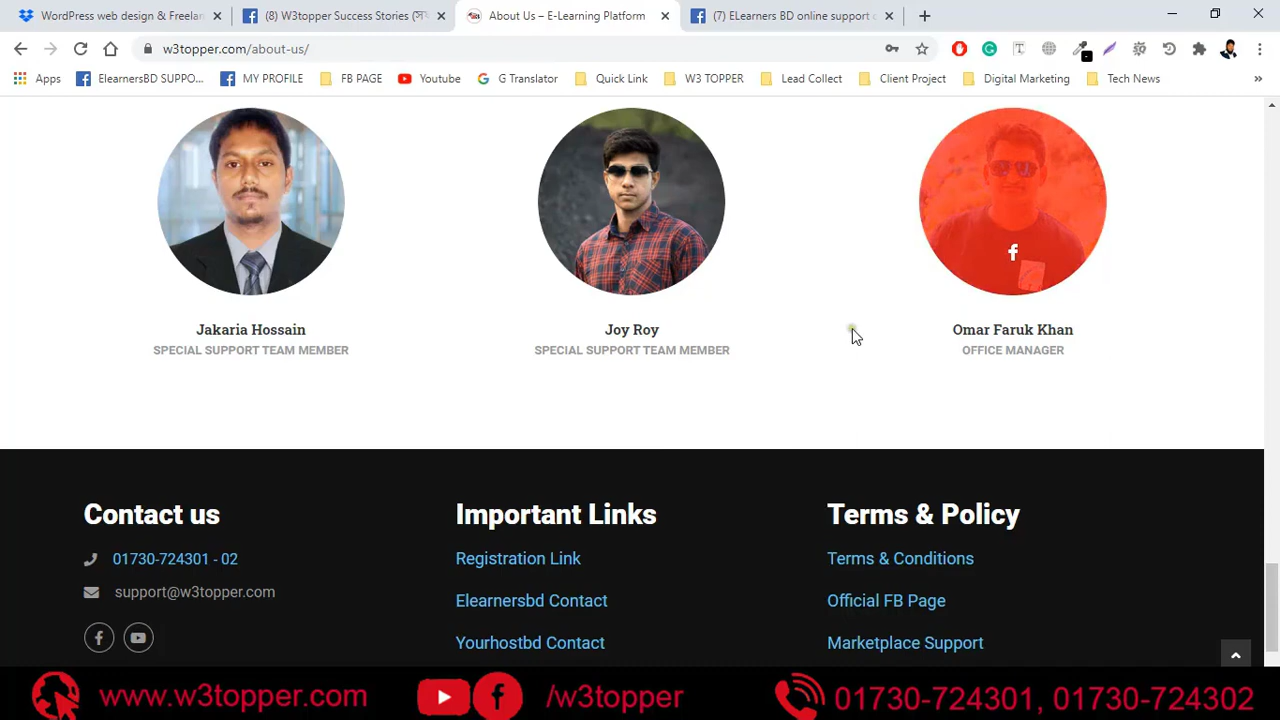 WordPress web design & Freelan
(8) W3topper Success Stories
About Us – E-Learning Platform
(7) ELearners BD online support
w3topper.com/about-us/
Apps
ElearnersBD SUPPO...
MY PROFILE
FB PAGE
Youtube
G Translator
Quick Link
W3 TOPPER
Lead Collect
Client Project
Digital Marketing
Tech News
»
Jakaria Hossain
SPECIAL SUPPORT TEAM MEMBER
Joy Roy
SPECIAL SUPPORT TEAM MEMBER
Omar Faruk Khan
OFFICE MANAGER
Contact us
01730-724301 - 02
support@w3topper.com
Important Links
Registration Link
Elearnersbd Contact
Yourhostbd Contact
Terms & Policy
Terms & Conditions
Official FB Page
Marketplace Support
www.w3topper.com
/w3topper
01730-724301, 01730-724302